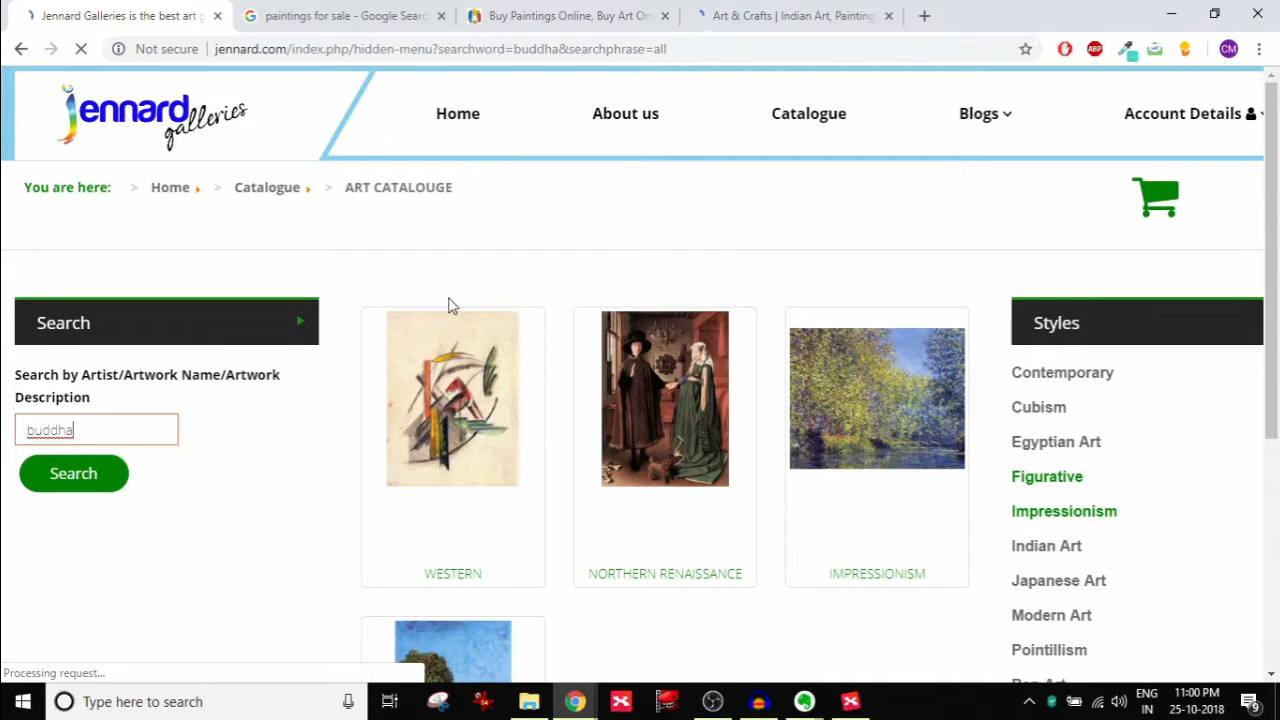 Jennard Galleries is the best art g
paintings for sale - Google Searc
Buy Paintings Online, Buy Art On
Art & Crafts | Indian Art, Painting
Not secure
jennard.com/index.php/hidden-menu?searchword=buddha&searchphrase=all
ABP
CM
jennard galleries
Home
About us
Catalogue
Blogs
Account Details
You are here: > Home > Catalogue > ART CATALOUGE
Search
Styles
Search by Artist/Artwork Name/Artwork
Description
buddha
Search
WESTERN
NORTHERN RENAISSANCE
IMPRESSIONISM
Contemporary
Cubism
Egyptian Art
Figurative
Impressionism
Indian Art
Japanese Art
Modern Art
Pointillism
Pop Art
Processing request...
Type here to search
ENG
IN
11:00 PM
25-10-2018
9